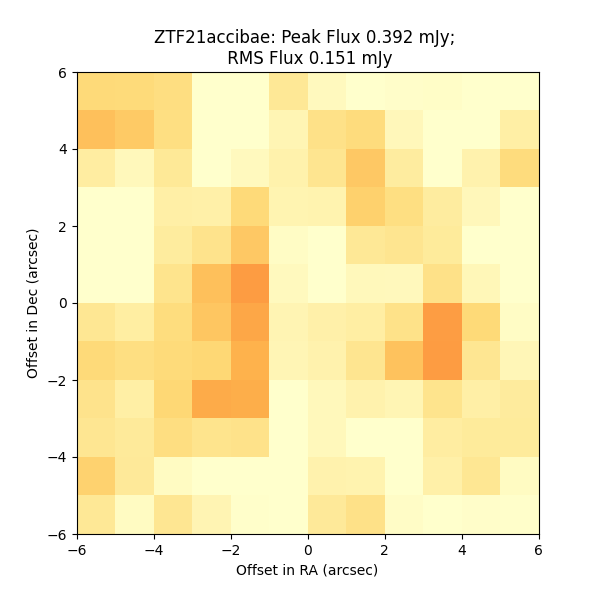 ZTF21accibae: Peak Flux 0.392 mJy;
RMS Flux 0.151 mJy
6
4
2
0
−2
−4
−6
Offset in Dec (arcsec)
−6 −4 −2 0 2 4 6
Offset in RA (arcsec)